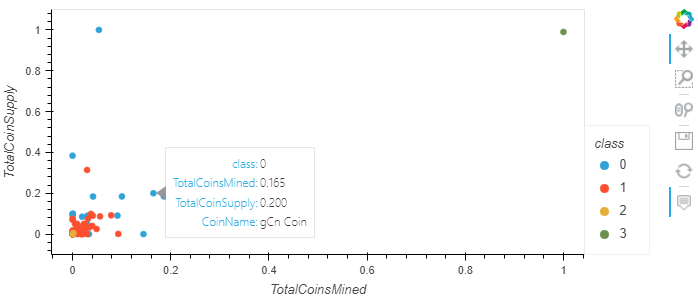 1
0.8
0.6
0.4
0.2
0
TotalCoinSupply
class: 0
TotalCoinsMined: 0.165
TotalCoinSupply: 0.200
CoinName: gCn Coin
0 0.2 0.4 0.6 0.8 1
TotalCoinsMined
class
0
1
2
3